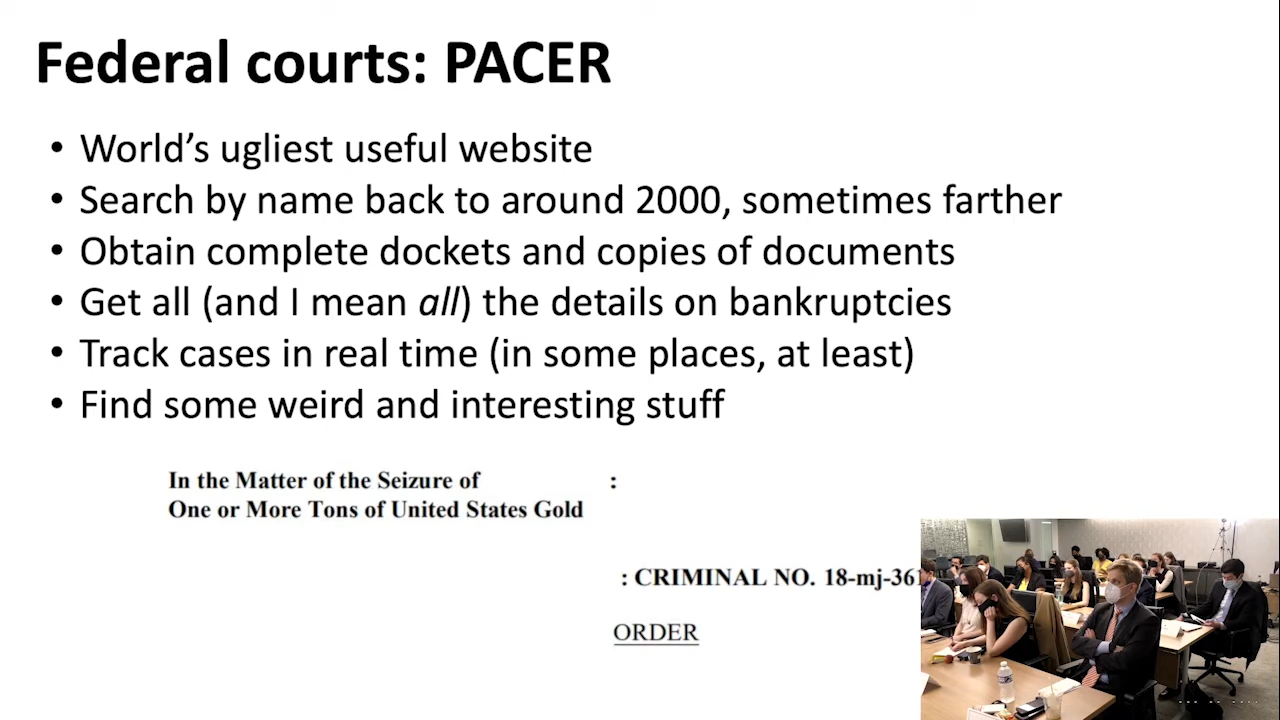 Federal courts: PACER
• World’s ugliest useful website
• Search by name back to around 2000, sometimes farther
• Obtain complete dockets and copies of documents
• Get all (and I mean all) the details on bankruptcies
• Track cases in real time (in some places, at least)
• Find some weird and interesting stuff
In the Matter of the Seizure of :
One or More Tons of United States Gold
: CRIMINAL NO. 18-mj-361
ORDER